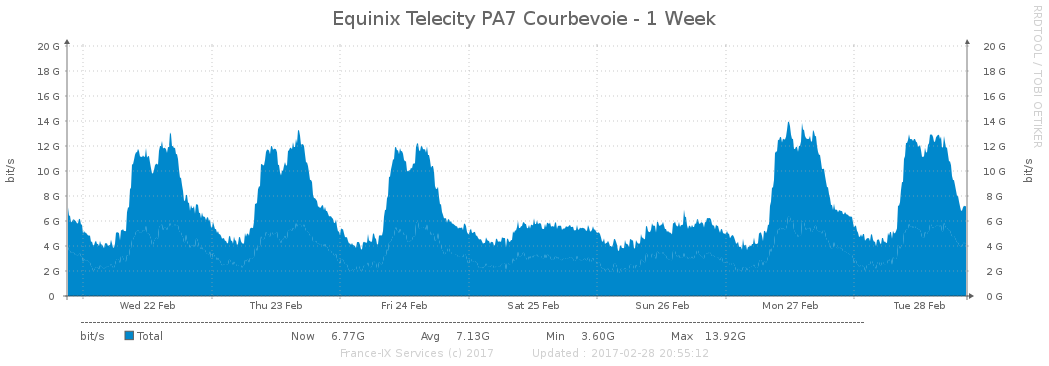 Equinix Telecity PA7 Courbevoie - 1 Week
RRDTOOL / TOBI OETIKER
20 G 20 G
18 G 18 G
16 G 16 G
14 G 14 G
12 G 12 G
10 G 10 G
8 G 8 G
6 G 6 G
4 G 4 G
2 G 2 G
0 0 G
bit/s
bit/s
Wed 22 Feb Thu 23 Feb Fri 24 Feb Sat 25 Feb Sun 26 Feb Mon 27 Feb Tue 28 Feb
bit/s Total Now 6.77G Avg 7.13G Min 3.60G Max 13.92G
France-IX Services (c) 2017 Updated : 2017-02-28 20:55:12